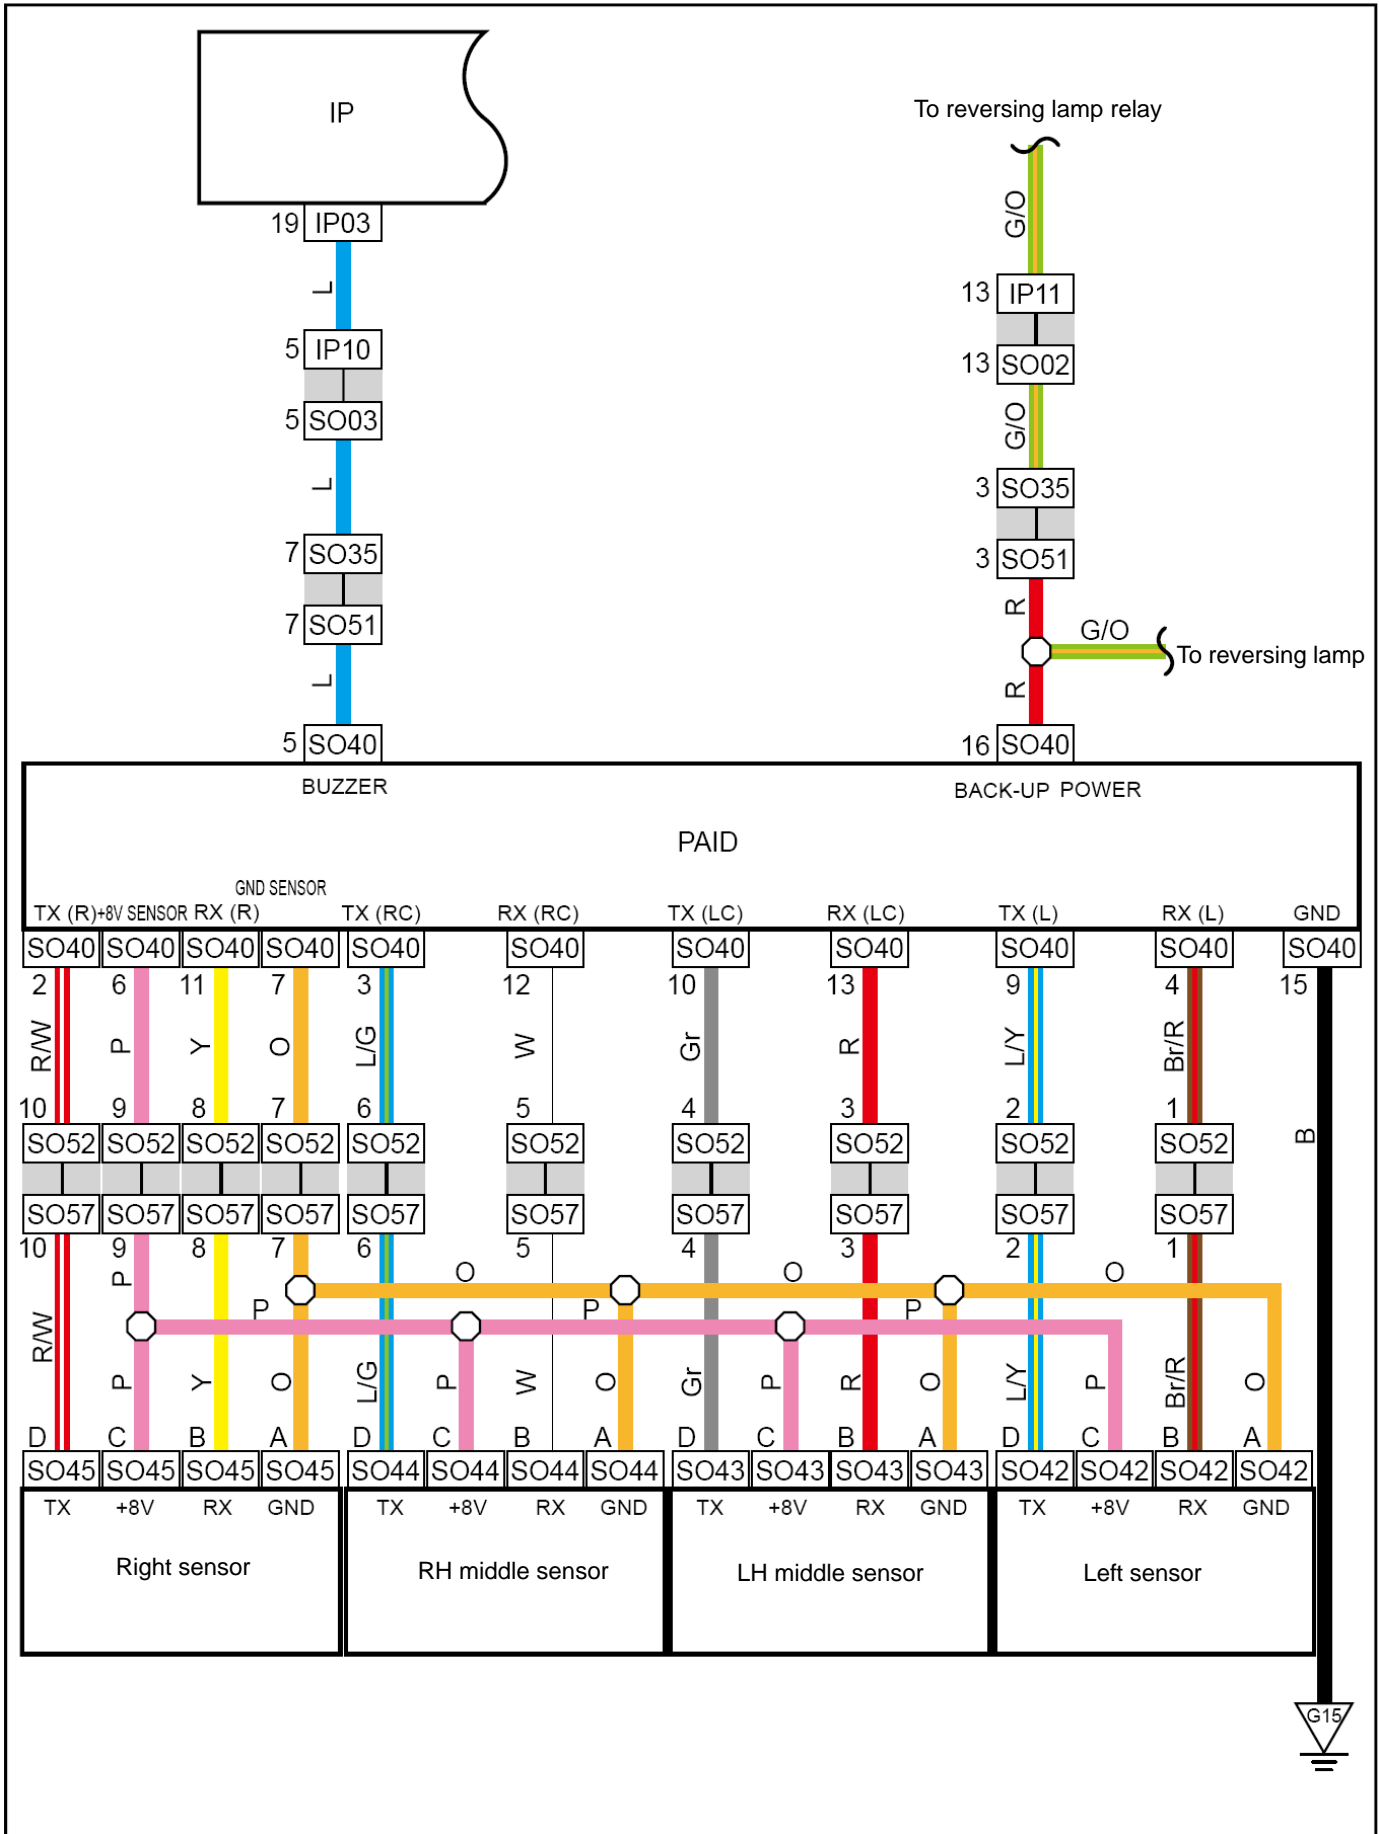 IP
To reversing lamp relay
19 IP03
G/O
L
13 IP11
5 IP10
13 SO02
5 SO03
G/O
L
3 SO35
7 SO35
3 SO51
7 SO51
R
G/O
To reversing lamp
L
R
5 SO40
16 SO40
BUZZER
BACK-UP POWER
PAID
GND SENSOR
TX (R) +8V SENSOR RX (R) TX (RC) RX (RC) TX (LC) RX (LC) TX (L) RX (L) GND
SO40 SO40 SO40 SO40 SO40 SO40 SO40 SO40 SO40 SO40 SO40
2 6 11 7 3 12 10 13 9 4 15
R/W P Y O L/G W Gr R L/Y Br/R
10 9 8 7 6 5 4 3 2 1
B
SO52 SO52 SO52 SO52 SO52 SO52 SO52 SO52 SO52 SO52
SO57 SO57 SO57 SO57 SO57 SO57 SO57 SO57 SO57 SO57
10 9 8 7 6 5 4 3 2 1
P O O O
P P P
R/W P Y O L/G P W O Gr P R O L/Y P Br/R O
D C B A D C B A D C B A D C B A
SO45 SO45 SO45 SO45 SO44 SO44 SO44 SO44 SO43 SO43 SO43 SO43 SO42 SO42 SO42 SO42
TX +8V RX GND TX +8V RX GND TX +8V RX GND TX +8V RX GND
Right sensor RH middle sensor LH middle sensor Left sensor
G15